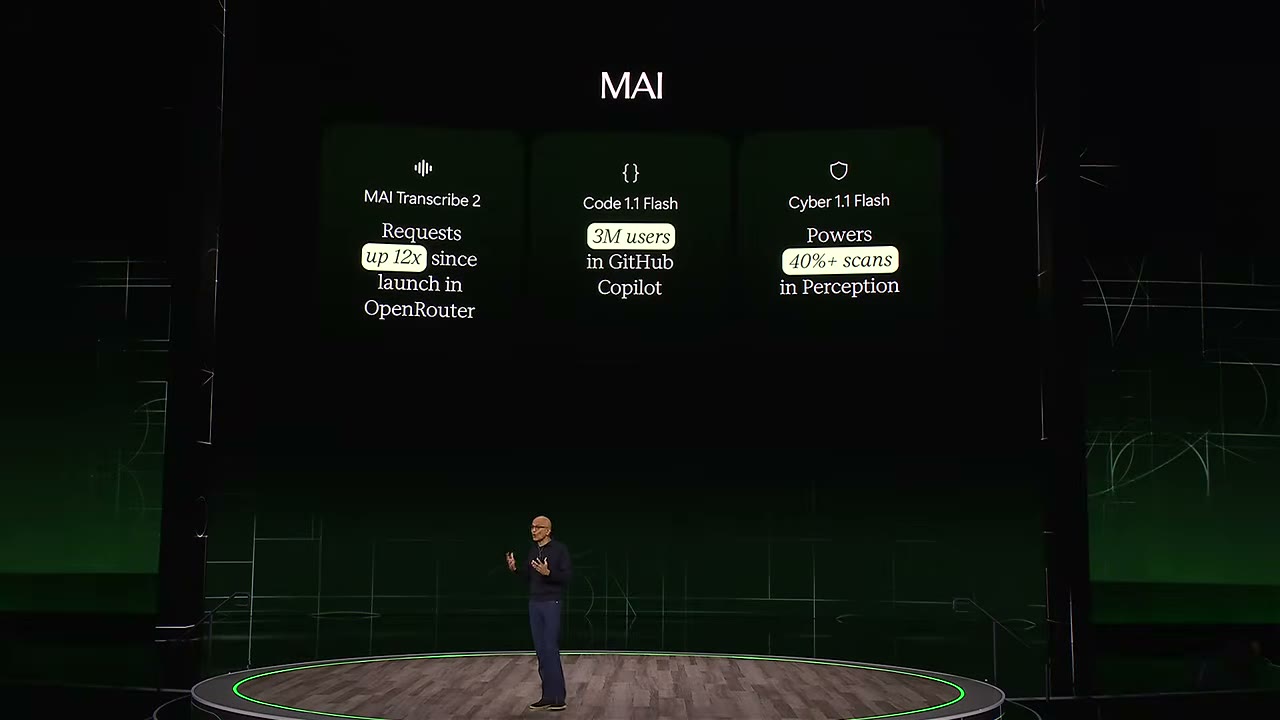 MAI
MAI Transcribe 2
Requests
up 12x since
launch in
OpenRouter
Code 1.1 Flash
3M users
in GitHub
Copilot
Cyber 1.1 Flash
Powers
40%+ scans
in Perception